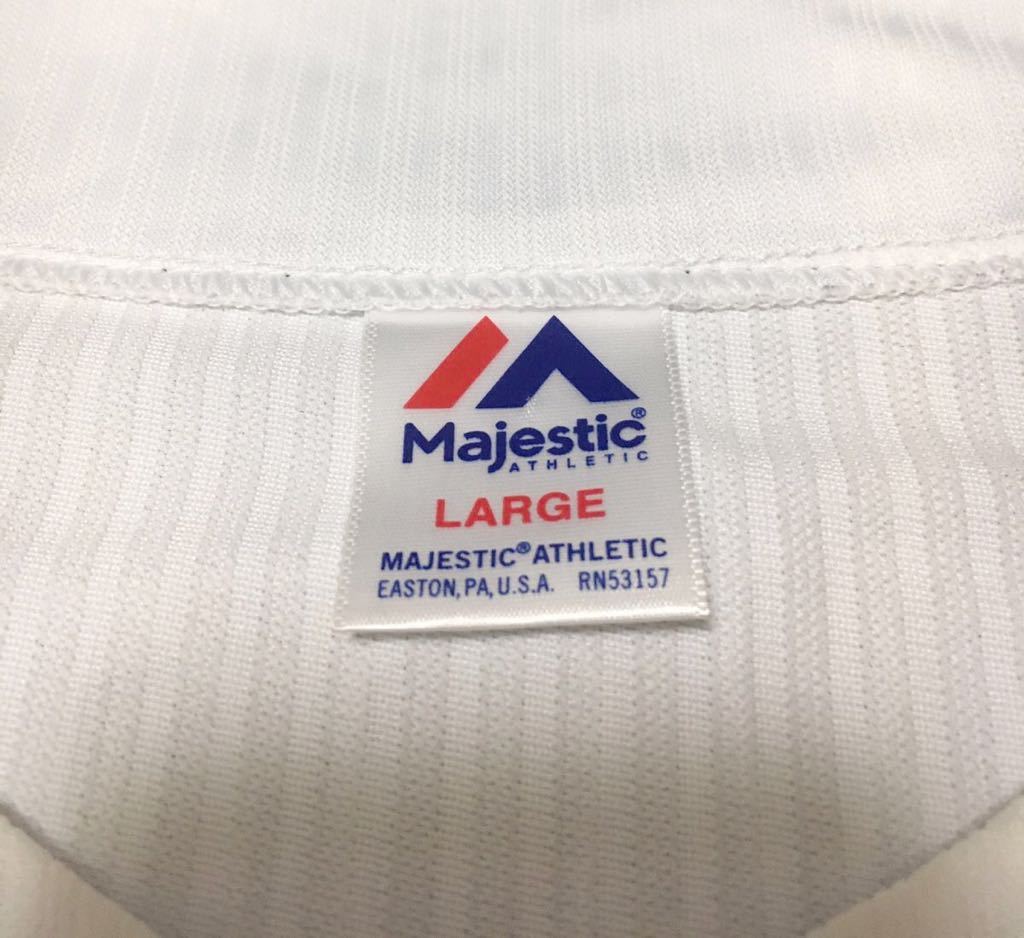 Majestic®
ATHLETIC
LARGE
MAJESTIC® ATHLETIC
EASTON, PA, U.S.A. RN53157